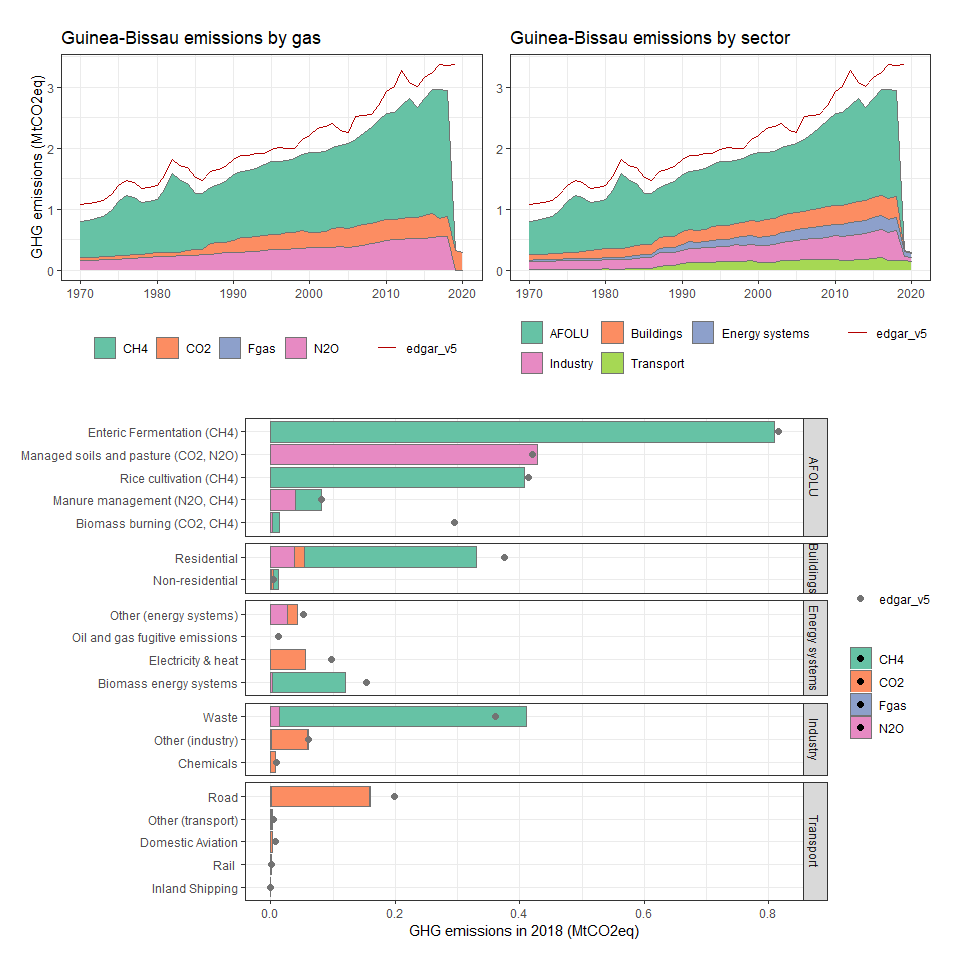 Guinea-Bissau emissions by gas
GHG emissions (MtCO2eq)
3
2
1
0
1970 1980 1990 2000 2010 2020
CH4 CO2 Fgas N2O edgar_v5
Guinea-Bissau emissions by sector
3
2
1
0
1970 1980 1990 2000 2010 2020
AFOLU Buildings Energy systems edgar_v5
Industry Transport
Enteric Fermentation (CH4)
Managed soils and pasture (CO2, N2O)
Rice cultivation (CH4)
Manure management (N2O, CH4)
Biomass burning (CO2, CH4)
AFOLU
Residential
Non-residential
Buildings
Other (energy systems)
Oil and gas fugitive emissions
Electricity & heat
Biomass energy systems
Energy systems
Waste
Other (industry)
Chemicals
Industry
Road
Other (transport)
Domestic Aviation
Rail
Inland Shipping
Transport
0.0 0.2 0.4 0.6 0.8
GHG emissions in 2018 (MtCO2eq)
edgar_v5
CH4
CO2
Fgas
N2O